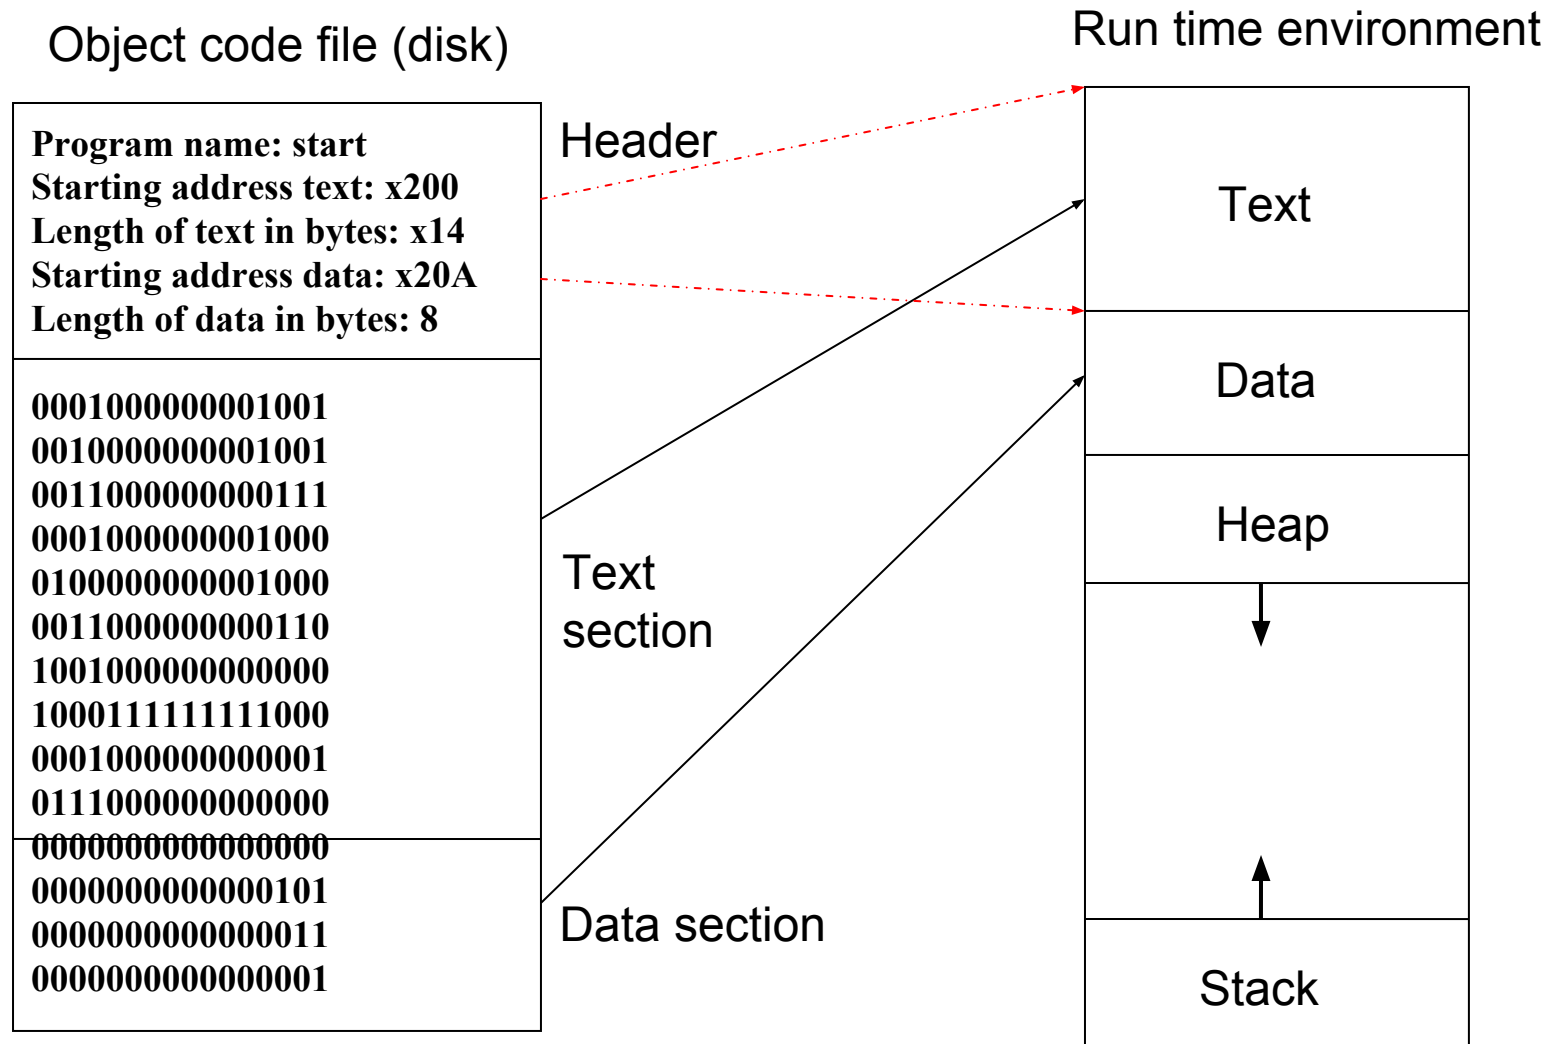 Object code file (disk)
Run time environment
Program name: start
Starting address text: x200
Length of text in bytes: x14
Starting address data: x20A
Length of data in bytes: 8
Header
0001000000001001
0010000000001001
0011000000000111
0001000000001000
0100000000001000
0011000000000110
1001000000000000
1000111111111000
0001000000000001
0111000000000000
Text
section
0000000000000000
0000000000000101
0000000000000011
0000000000000001
Data section
Text
Data
Heap
Stack